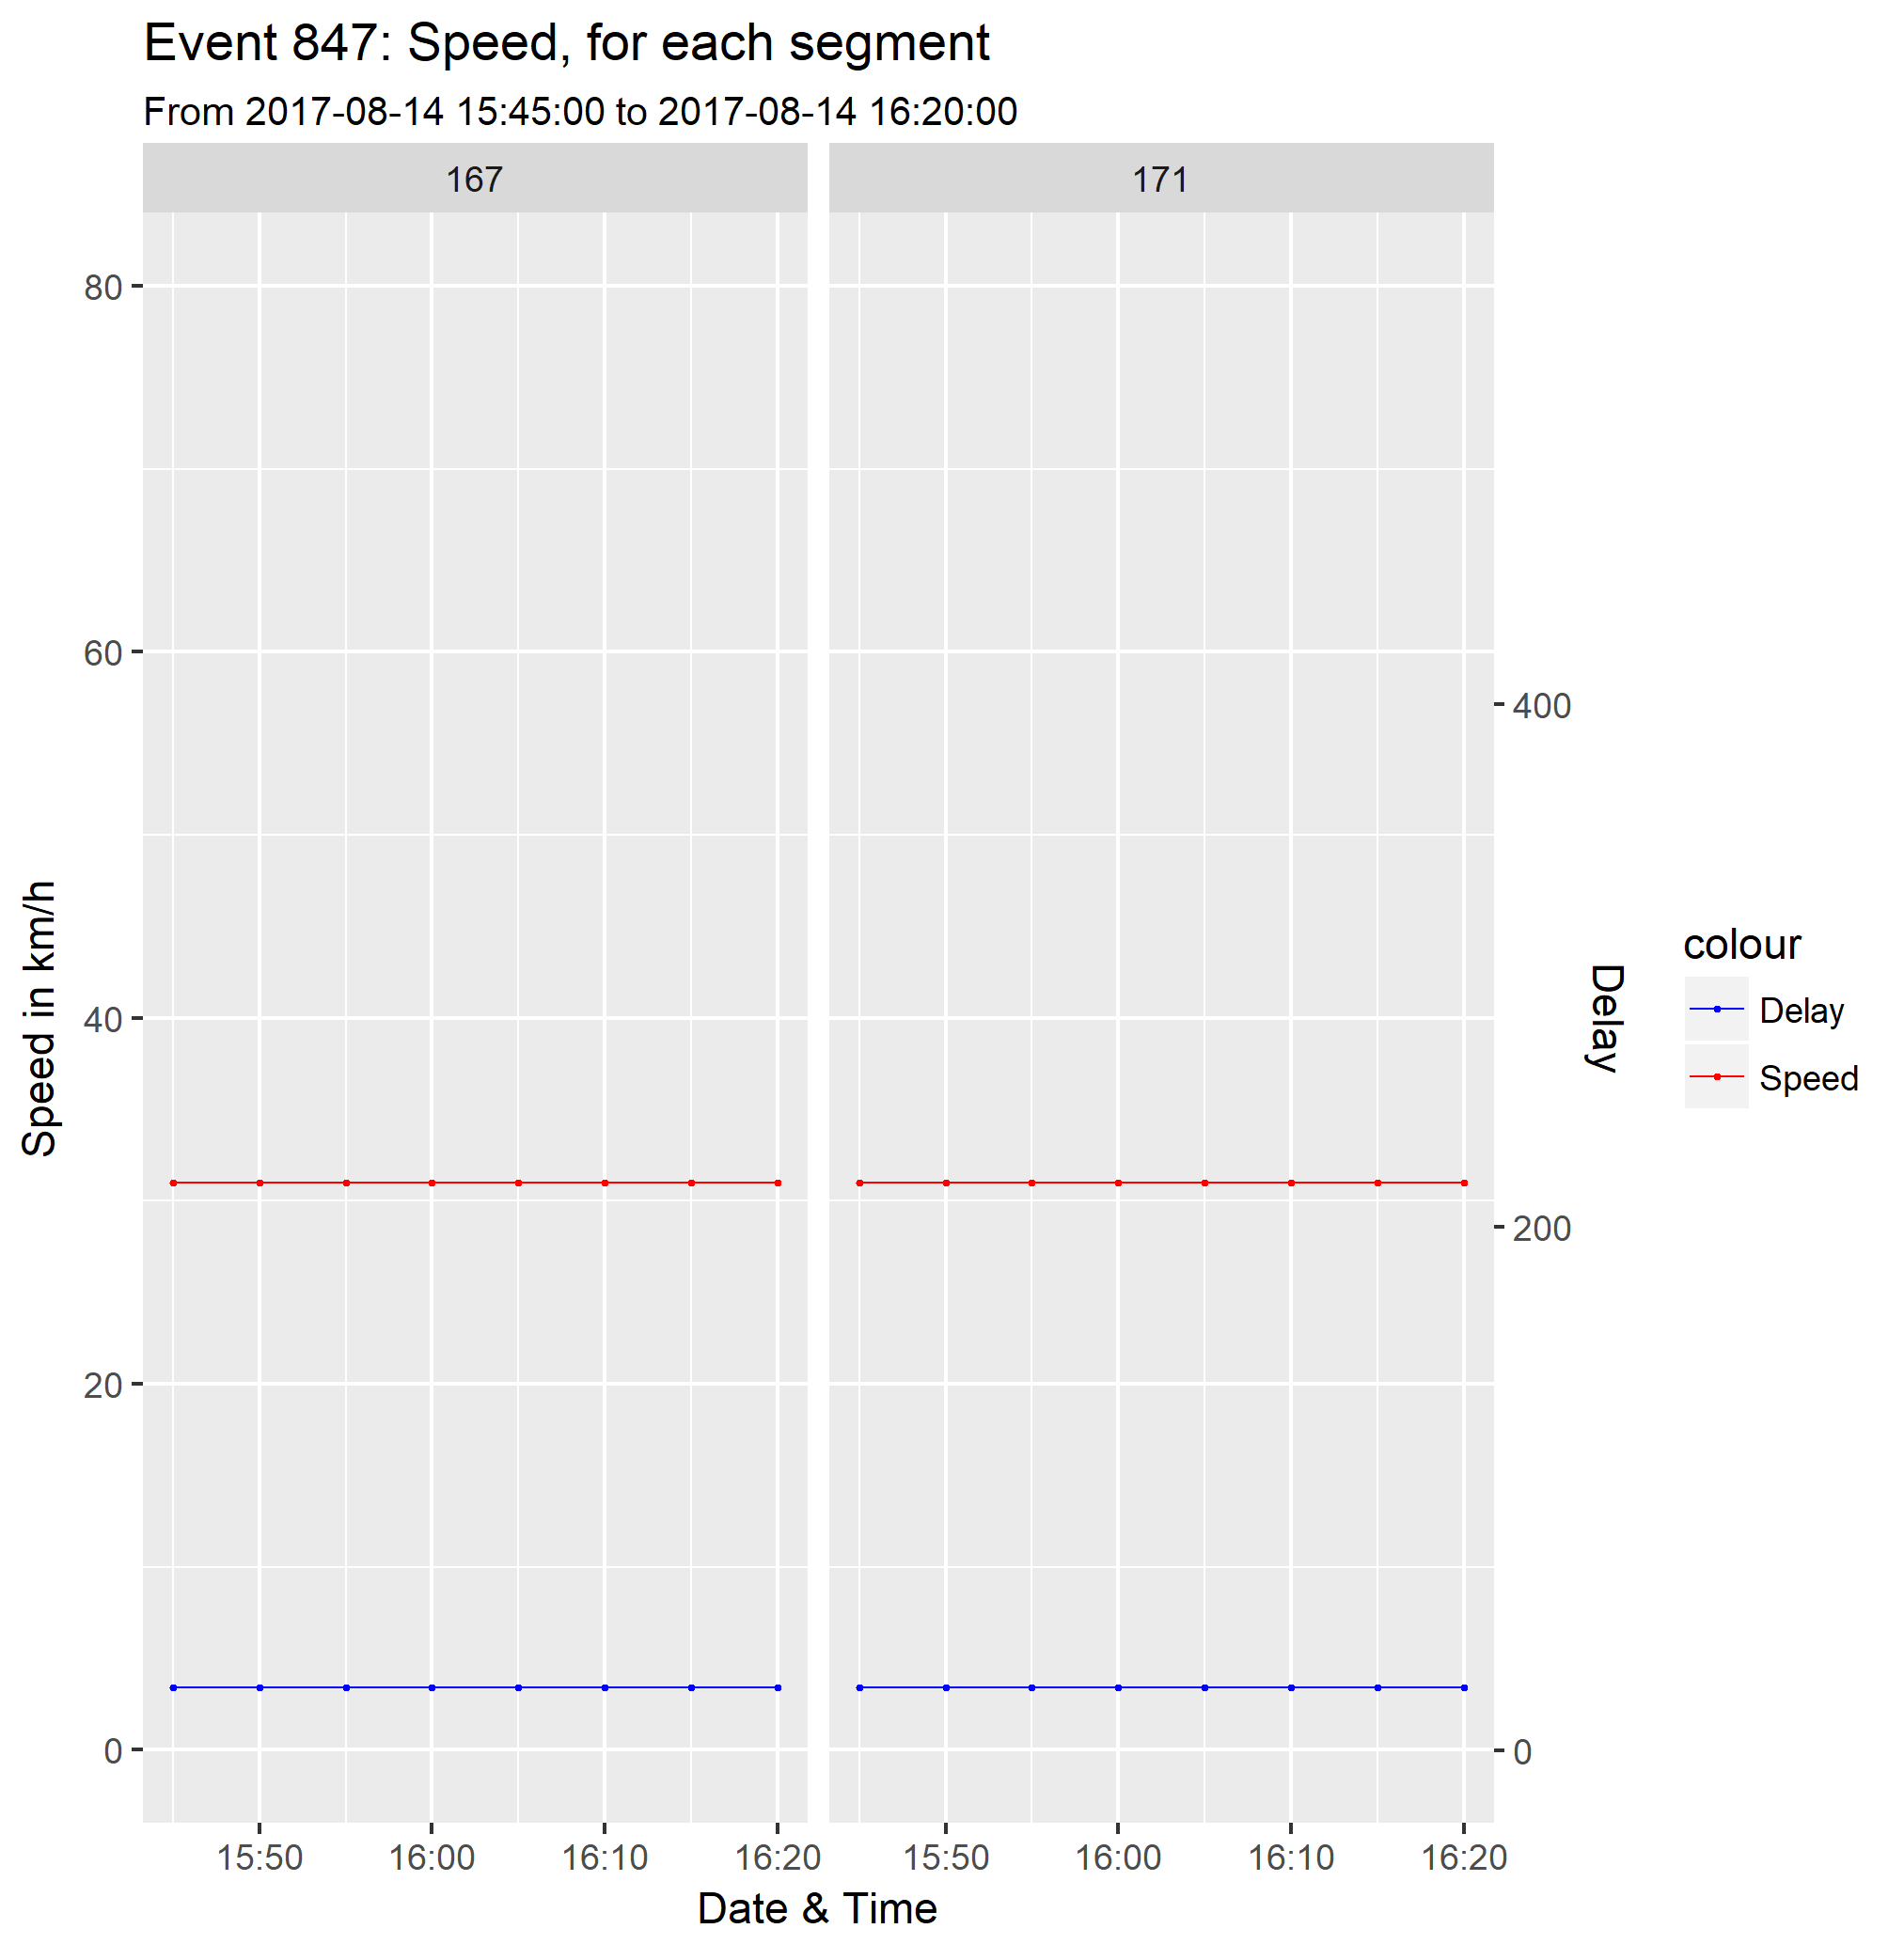 Event 847: Speed, for each segment
From 2017-08-14 15:45:00 to 2017-08-14 16:20:00
167 171
80
60
40
20
0
Speed in km/h
400
200
0
Delay
colour
Delay
Speed
15:50 16:00 16:10 16:20 15:50 16:00 16:10 16:20
Date & Time